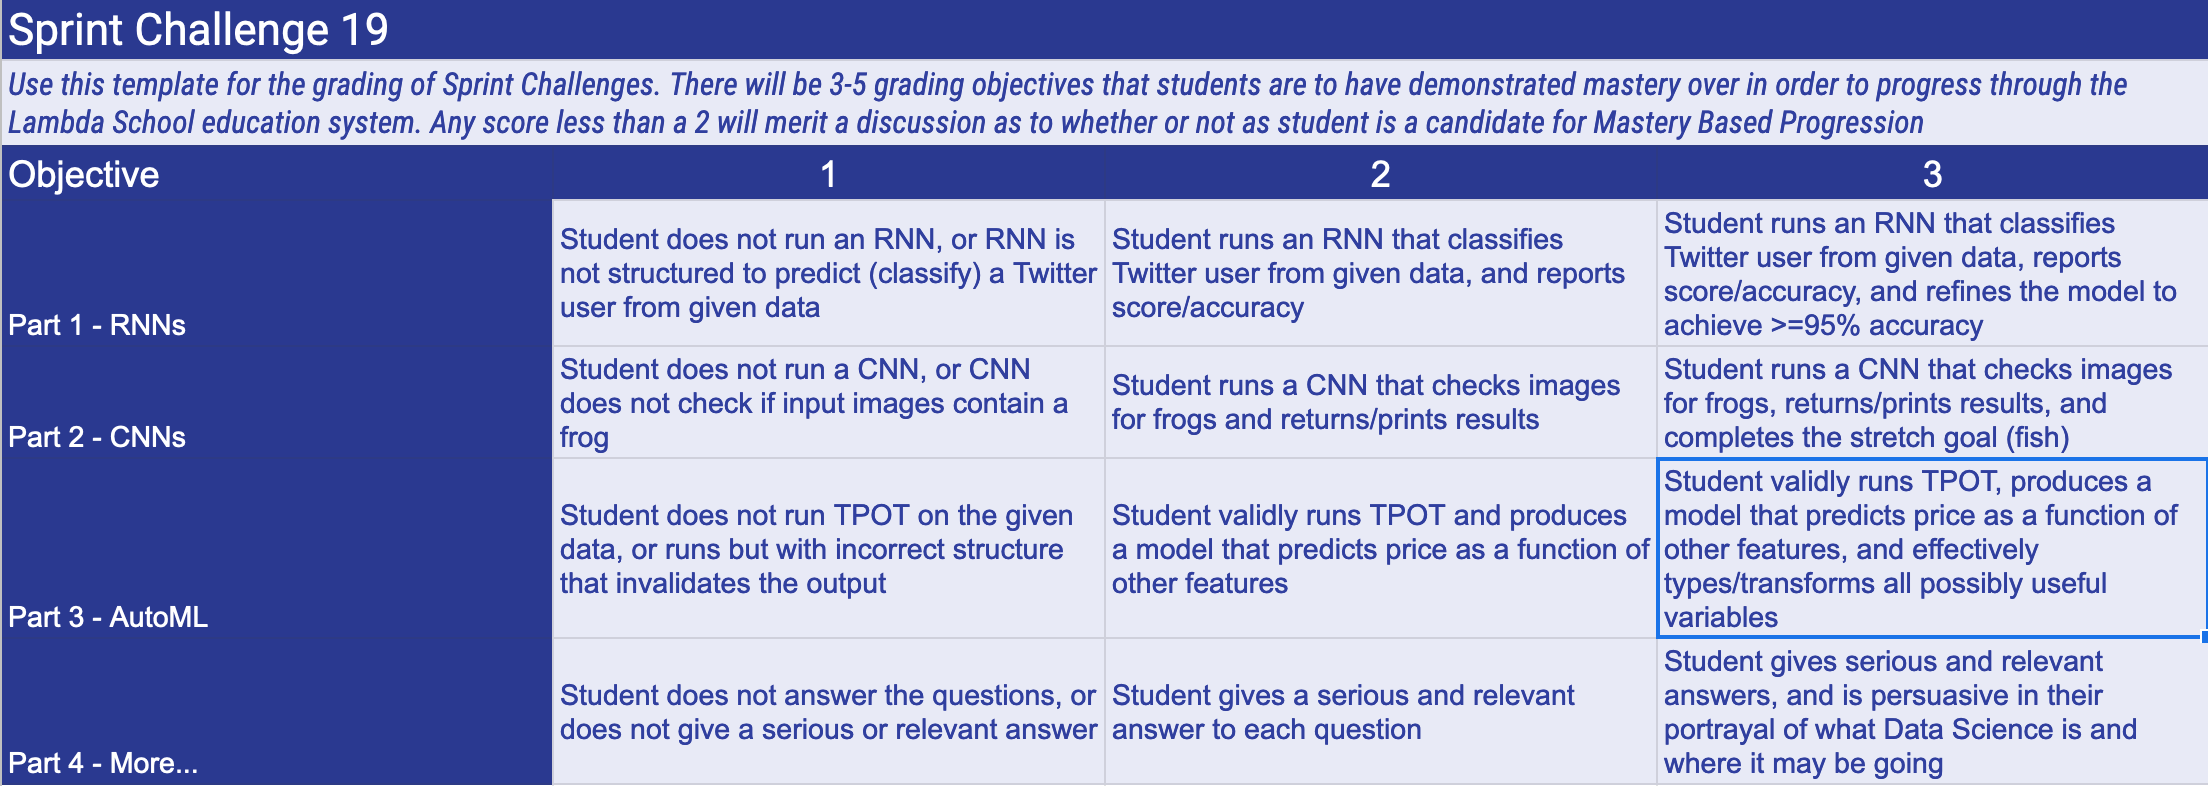 Sprint Challenge 19
Use this template for the grading of Sprint Challenges. There will be 3-5 grading objectives that students are to have demonstrated mastery over in order to progress through the
Lambda School education system. Any score less than a 2 will merit a discussion as to whether or not as student is a candidate for Mastery Based Progression
Objective
1
2
3
Part 1 - RNNs
Student does not run an RNN, or RNN is
not structured to predict (classify) a Twitter
user from given data
Student runs an RNN that classifies
Twitter user from given data, and reports
score/accuracy
Student runs an RNN that classifies
Twitter user from given data, reports
score/accuracy, and refines the model to
achieve >=95% accuracy
Part 2 - CNNs
Student does not run a CNN, or CNN
does not check if input images contain a
frog
Student runs a CNN that checks images
for frogs and returns/prints results
Student runs a CNN that checks images
for frogs, returns/prints results, and
completes the stretch goal (fish)
Part 3 - AutoML
Student does not run TPOT on the given
data, or runs but with incorrect structure
that invalidates the output
Student validly runs TPOT and produces
a model that predicts price as a function of
other features
Student validly runs TPOT, produces a
model that predicts price as a function of
other features, and effectively
types/transforms all possibly useful
variables
Part 4 - More...
Student does not answer the questions, or
does not give a serious or relevant answer
Student gives a serious and relevant
answer to each question
Student gives serious and relevant
answers, and is persuasive in their
portrayal of what Data Science is and
where it may be going